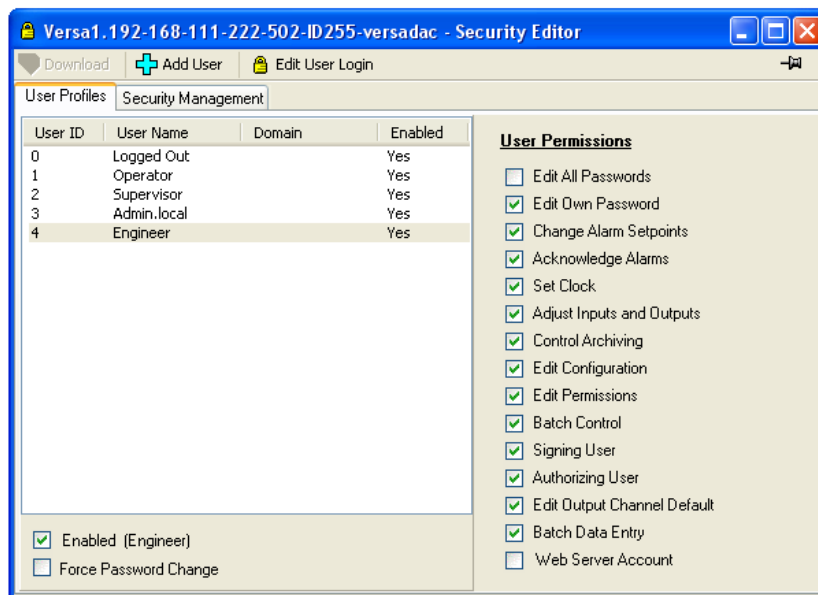 Versa1.192-168-111-222-502-ID255-versadac - Security Editor
Download Add User Edit User Login
User Profiles Security Management
User ID User Name Domain Enabled
0 Logged Out Yes
1 Operator Yes
2 Supervisor Yes
3 Admin.local Yes
4 Engineer Yes
Enabled (Engineer)
Force Password Change
User Permissions
Edit All Passwords
Edit Own Password
Change Alarm Setpoints
Acknowledge Alarms
Set Clock
Adjust Inputs and Outputs
Control Archiving
Edit Configuration
Edit Permissions
Batch Control
Signing User
Authorizing User
Edit Output Channel Default
Batch Data Entry
Web Server Account